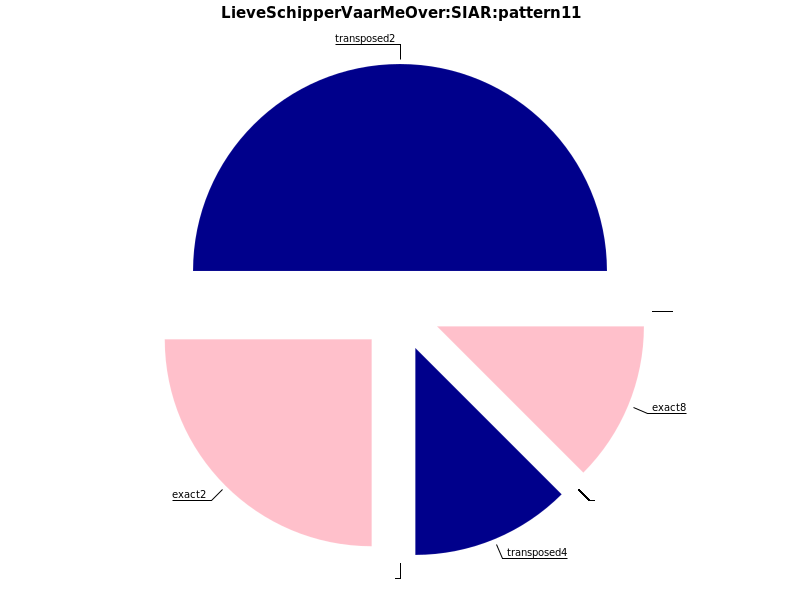 LieveSchipperVaarMeOver:SIAR:pattern11
transposed2
exact8
exact2
transposed4